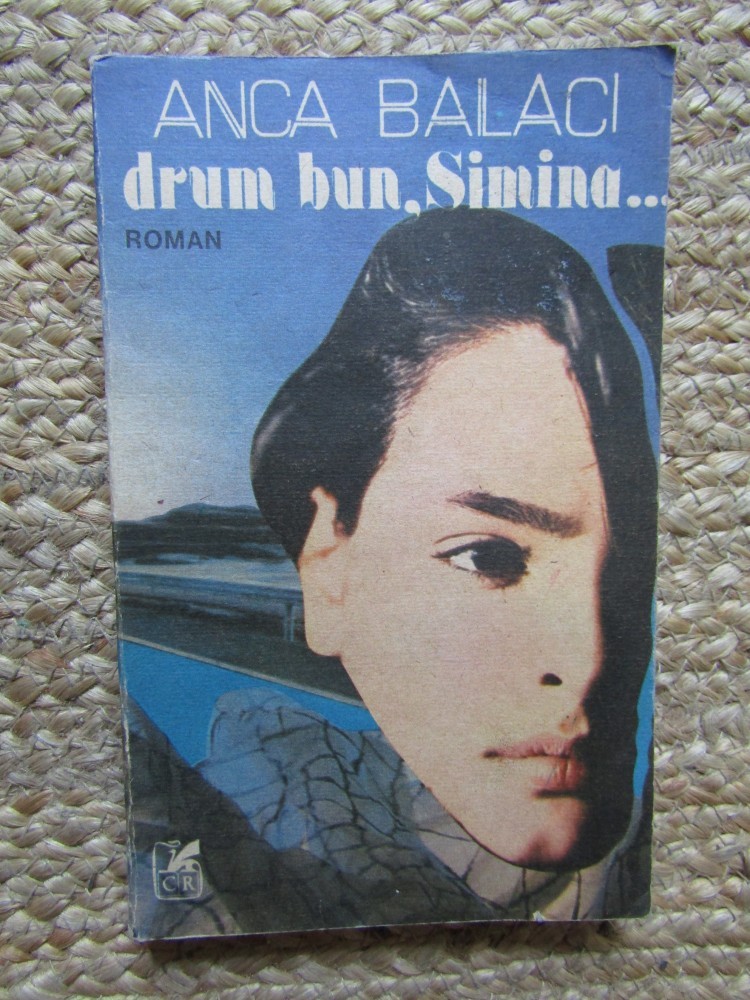 ANCA BALACI
drum bun, Simina...
ROMAN
CR